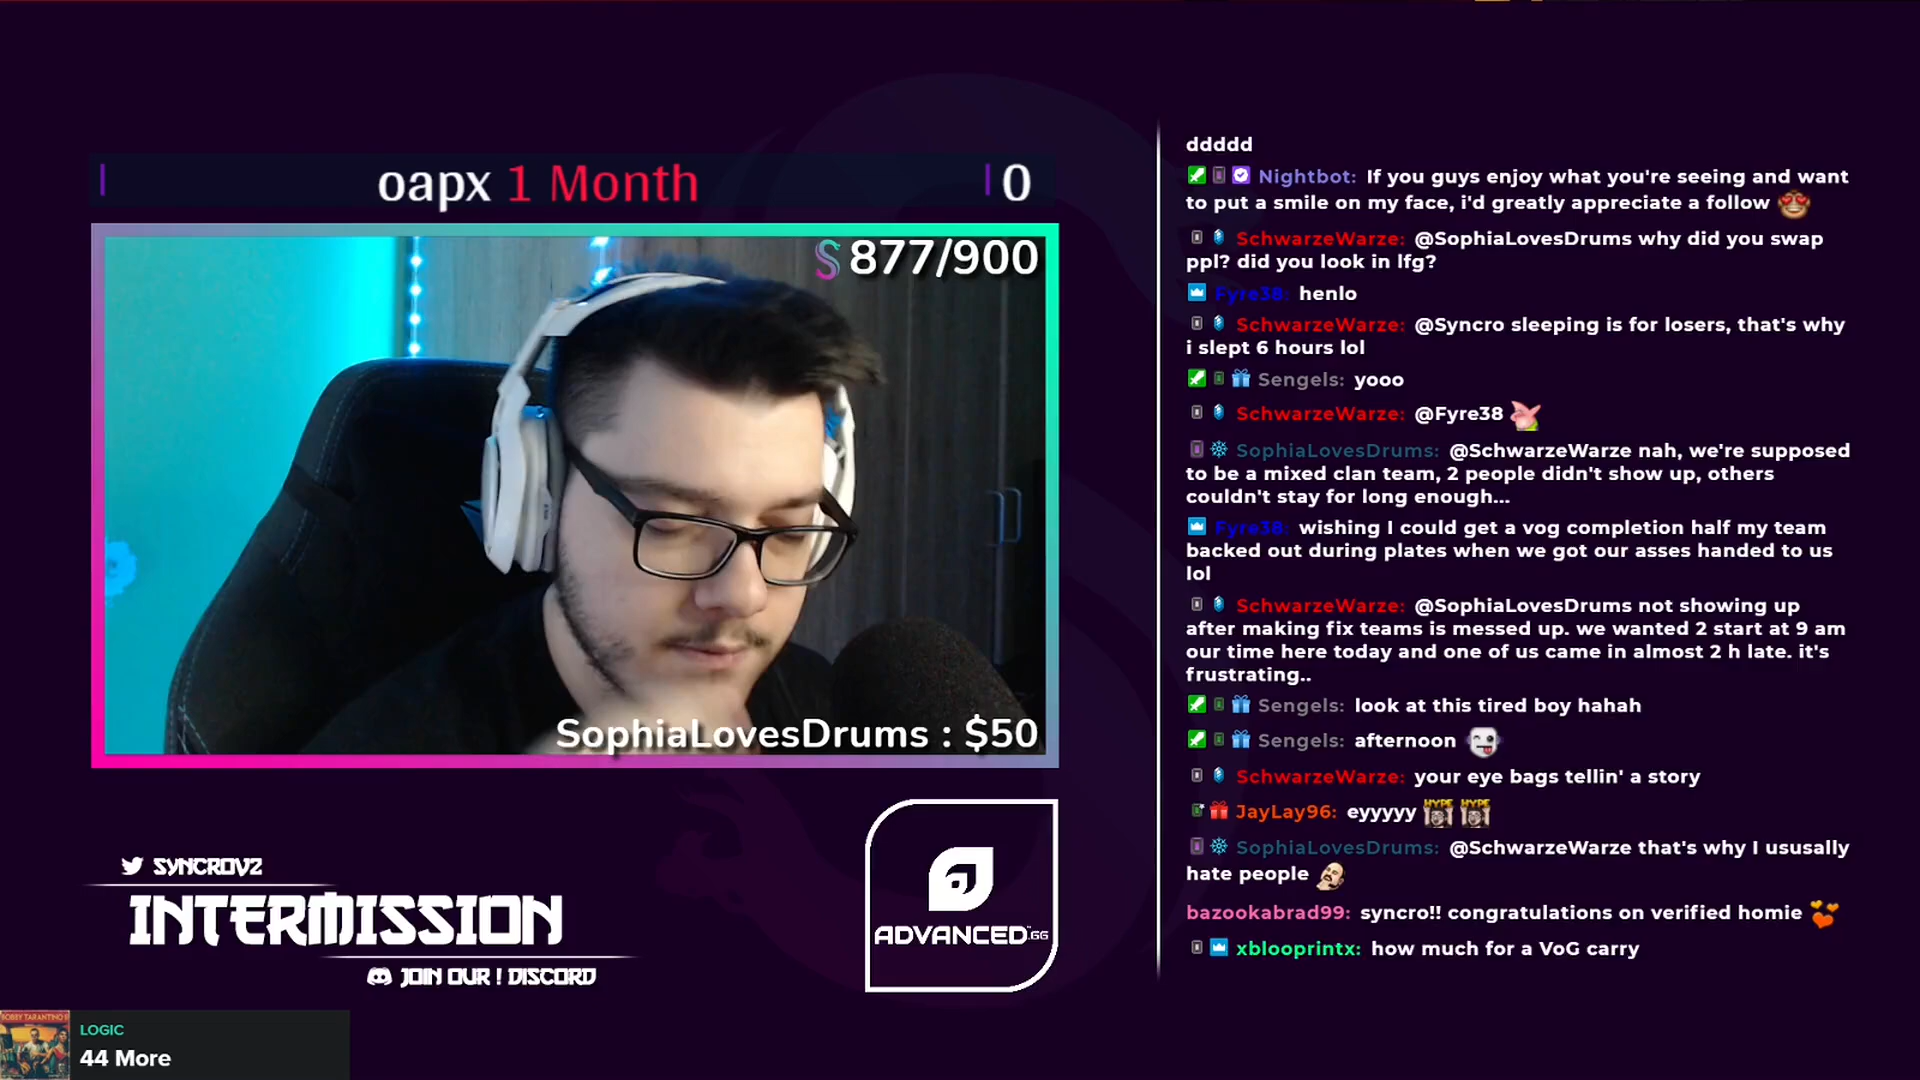 oapx 1 Month
0
877/900
SophiaLovesDrums : $50
SYNCROV2
INTERMISSION
JOIN OUR ! DISCORD
ADVANCED.GG
LOGIC
44 More
ddddd
Nightbot: If you guys enjoy what you're seeing and want
to put a smile on my face, i'd greatly appreciate a follow
SchwarzeWarze: @SophiaLovesDrums why did you swap
ppl? did you look in lfg?
Fyre38: henlo
SchwarzeWarze: @Syncro sleeping is for losers, that's why
i slept 6 hours lol
Sengels: yooo
SchwarzeWarze: @Fyre38
SophiaLovesDrums: @SchwarzeWarze nah, we're supposed
to be a mixed clan team, 2 people didn't show up, others
couldn't stay for long enough...
Fyre38: wishing I could get a vog completion half my team
backed out during plates when we got our asses handed to us
lol
SchwarzeWarze: @SophiaLovesDrums not showing up
after making fix teams is messed up. we wanted 2 start at 9 am
our time here today and one of us came in almost 2 h late. it's
frustrating..
Sengels: look at this tired boy hahah
Sengels: afternoon
SchwarzeWarze: your eye bags tellin' a story
JayLay96: eyyyyy HYPE HYPE
SophiaLovesDrums: @SchwarzeWarze that's why I ususally
hate people
bazookabrad99: syncro!! congratulations on verified homie
xblooprintx: how much for a VoG carry